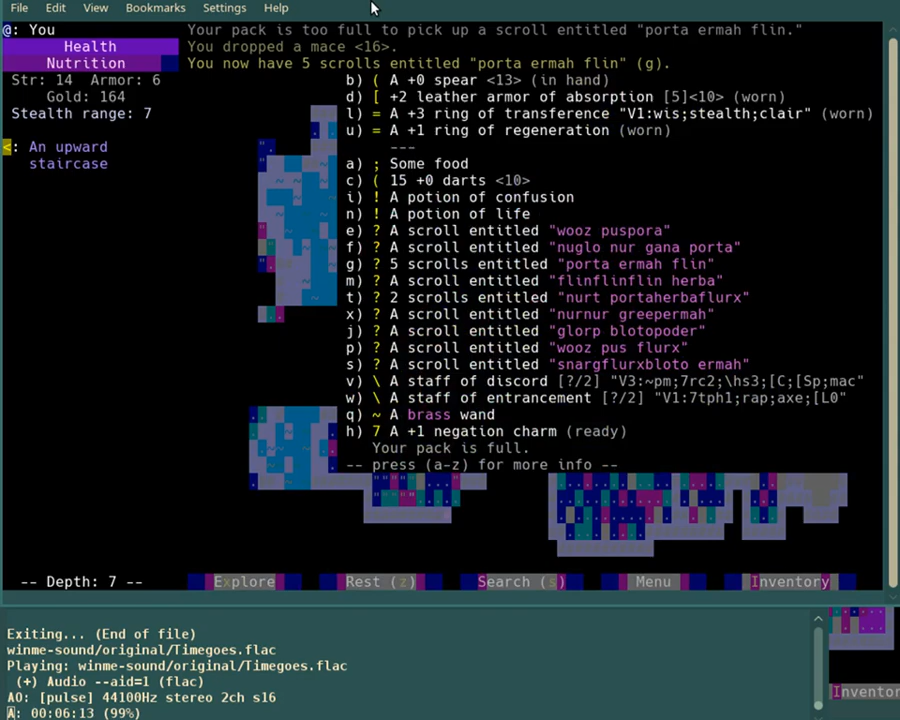 File Edit View Bookmarks Settings Help
@: You
Health
Nutrition
Str: 14 Armor: 6
Gold: 164
Stealth range: 7
<: An upward
staircase
Your pack is too full to pick up a scroll entitled "porta ermah flin."
You dropped a mace <16>.
You now have 5 scrolls entitled "porta ermah flin" (g).
b) ( A +0 spear <13> (in hand)
d) [ +2 leather armor of absorption [5]<10> (worn)
l) = A +3 ring of transference "V1:wis;stealth;clair" (worn)
u) = A +1 ring of regeneration (worn)
---
a) ; Some food
c) ( 15 +0 darts <10>
i) ! A potion of confusion
n) ! A potion of life
e) ? A scroll entitled "wooz puspora"
f) ? A scroll entitled "nuglo nur gana porta"
g) ? 5 scrolls entitled "porta ermah flin"
m) ? A scroll entitled "flinflinflin herba"
t) ? 2 scrolls entitled "nurt portaherbaflurx"
x) ? A scroll entitled "nurnur greepermah"
j) ? A scroll entitled "glorp blotopoder"
p) ? A scroll entitled "wooz pus flurx"
s) ? A scroll entitled "snargflurxbloto ermah"
v) \ A staff of discord [?/2] "V3:~pm;7rc2;\hs3;[C;[Sp;mac"
w) \ A staff of entrancement [?/2] "V1:7tph1;rap;axe;[L0"
q) ~ A brass wand
h) 7 A +1 negation charm (ready)
Your pack is full.
-- press (a-z) for more info --
-- Depth: 7 --
Explore
Rest (z)
Search (s)
Menu
Inventory
Exiting... (End of file)
winme-sound/original/Timegoes.flac
Playing: winme-sound/original/Timegoes.flac
(+) Audio --aid=1 (flac)
AO: [pulse] 44100Hz stereo 2ch s16
A: 00:06:13 (99%)
Inventor